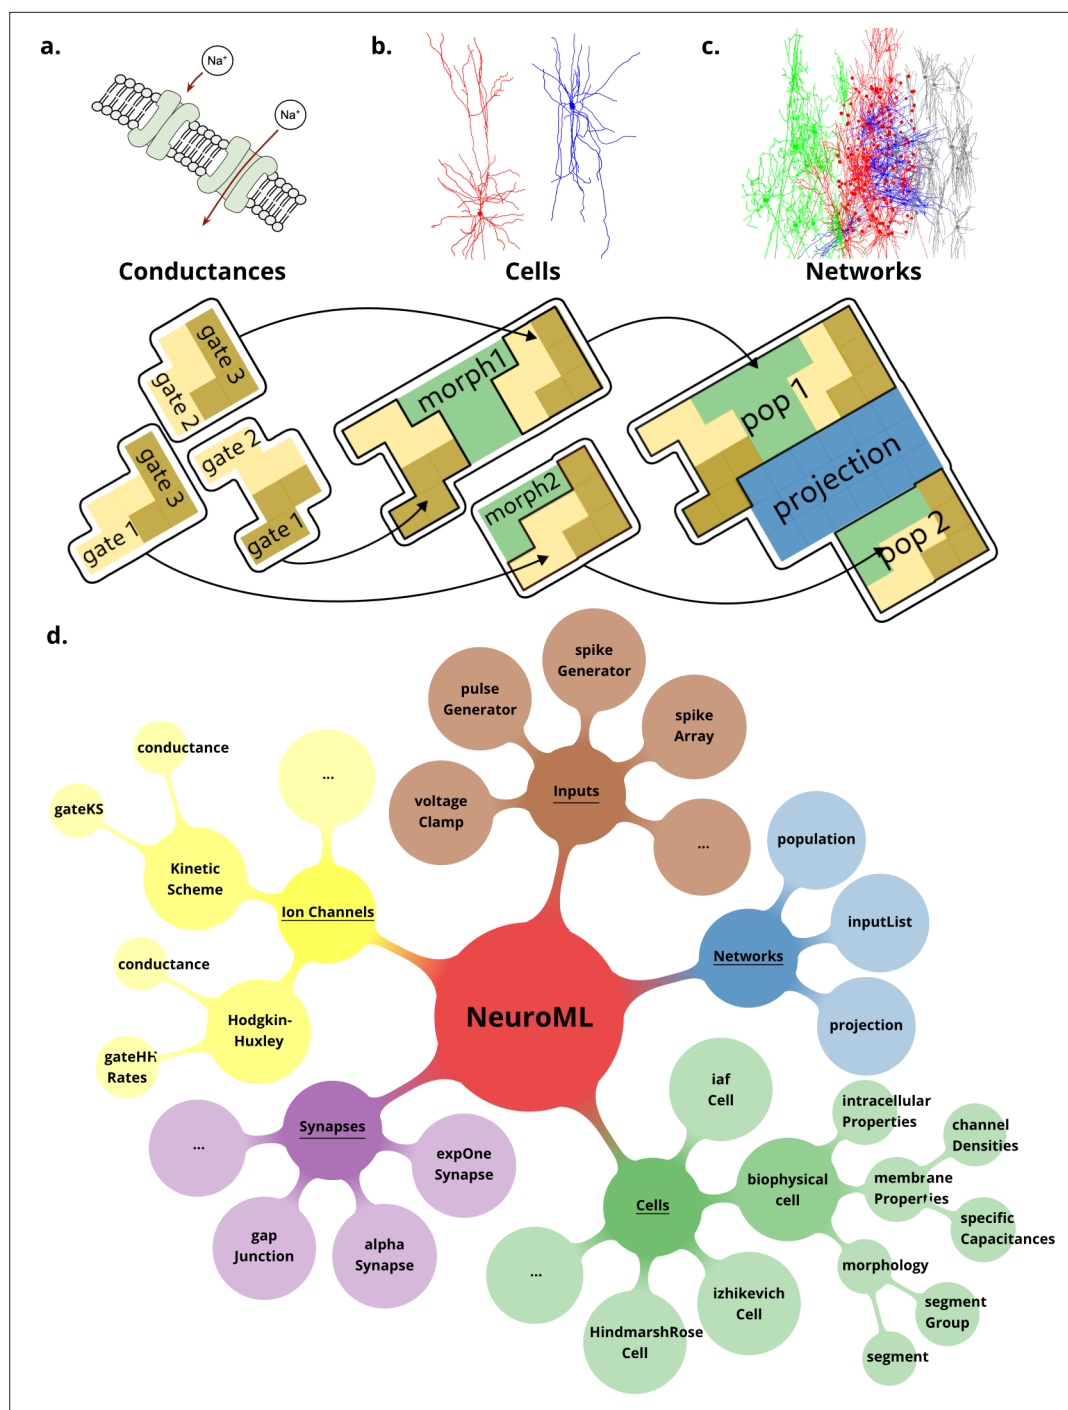 a.
b.
c.
Na⁺
Na⁺
Conductances
Cells
Networks
gate 3
gate 2
gate 3
gate 1
gate 2
gate 1
morph1
morph2
pop 1
projection
pop 2
d.
spike
Generator
pulse
Generator
spike
Array
voltage
Clamp
Inputs
...
conductance
...
gateKS
Kinetic
Scheme
Ion Channels
conductance
Hodgkin-
Huxley
gateHH
Rates
population
inputList
Networks
projection
NeuroML
Synapses
...
expOne
Synapse
gap
Junction
alpha
Synapse
iaf
Cell
intracellular
Properties
channel
Densities
biophysical
cell
membrane
Properties
Cells
specific
Capacitances
...
morphology
izhikevich
Cell
segment
Group
HindmarshRose
Cell
segment